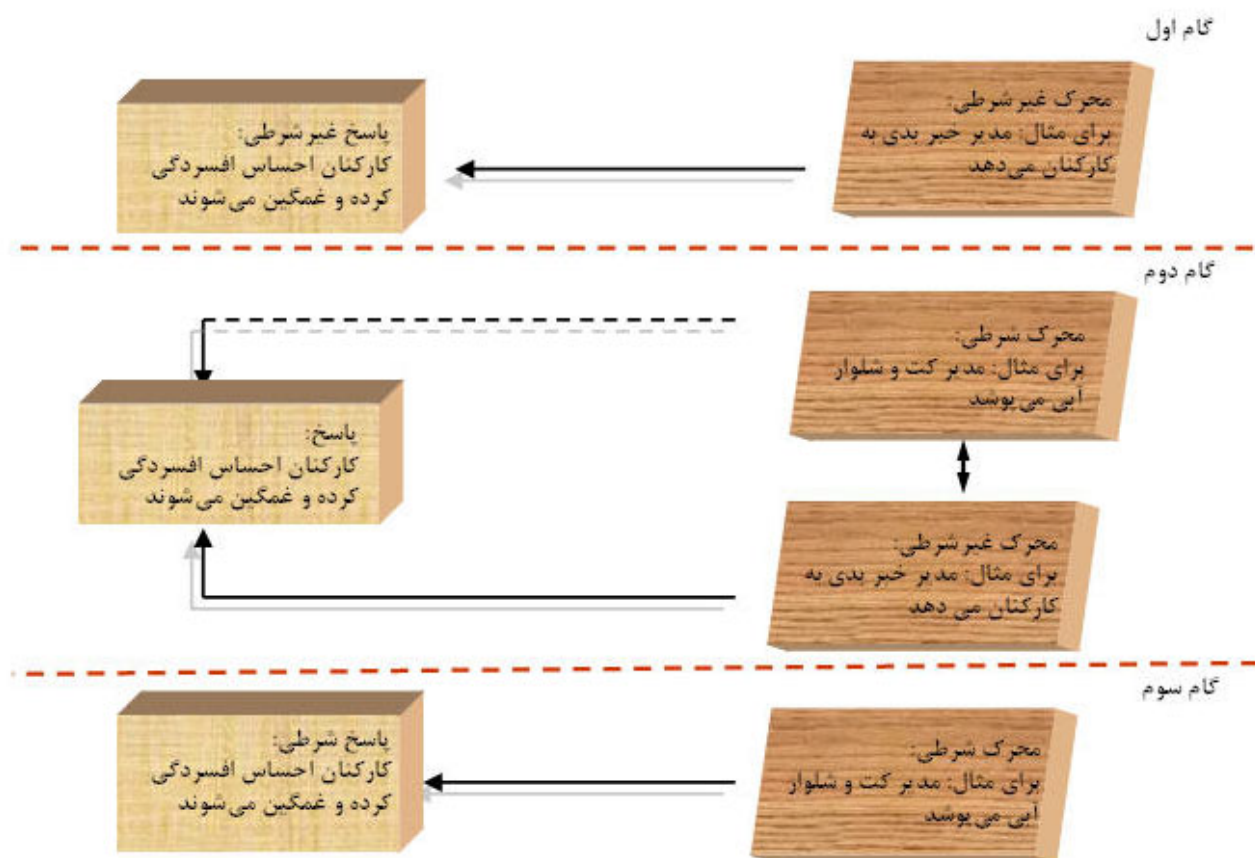 گام اول
محرک غیرشرطی:
برای مثال: مدیر خبر بدی به
کارکنان می‌دهد
پاسخ غیرشرطی:
کارکنان احساس افسردگی
کرده و غمگین می‌شوند
گام دوم
محرک شرطی:
برای مثال: مدیر کت و شلوار
آبی می‌پوشد
پاسخ:
کارکنان احساس افسردگی
کرده و غمگین می‌شوند
محرک غیرشرطی:
برای مثال: مدیر خبر بدی به
کارکنان می دهد
گام سوم
محرک شرطی:
برای مثال: مدیر کت و شلوار
آبی می‌پوشد
پاسخ شرطی:
کارکنان احساس افسردگی
کرده و غمگین می‌شوند